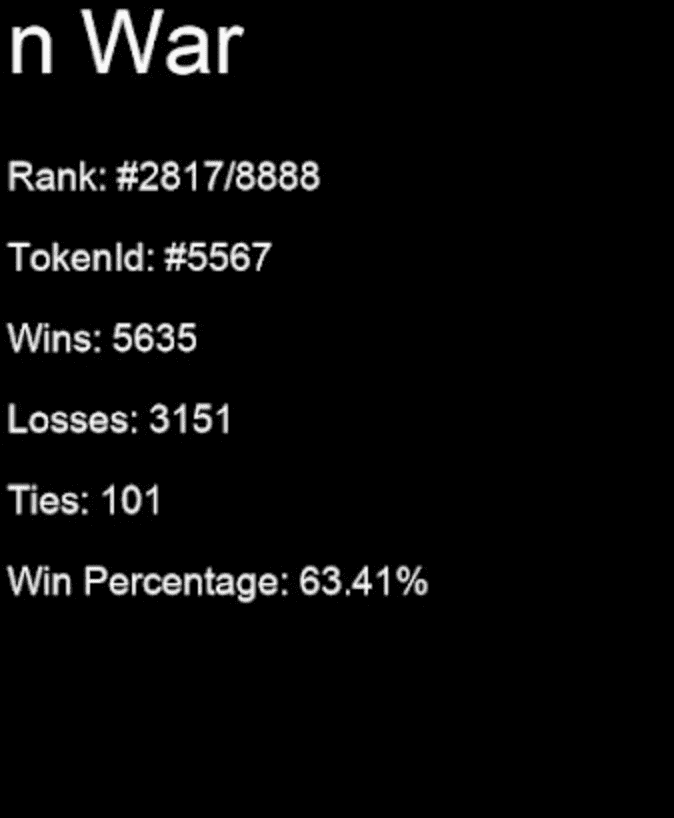 n War
Rank: #2817/8888
TokenId: #5567
Wins: 5635
Losses: 3151
Ties: 101
Win Percentage: 63.41%